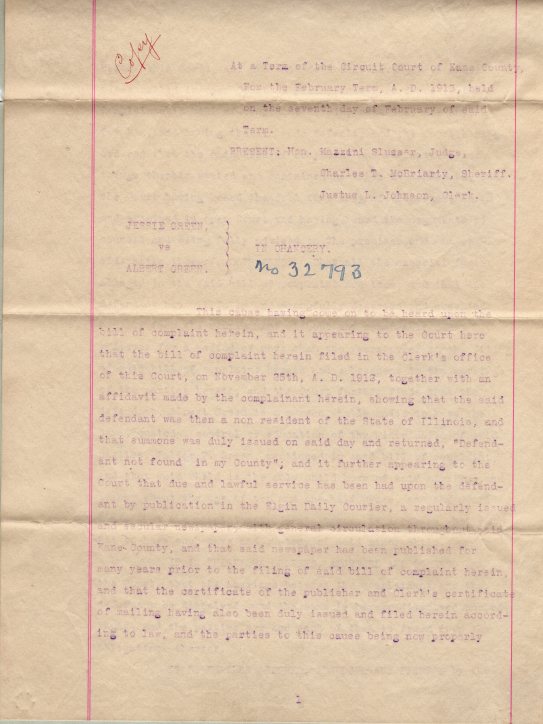 Copy
At a Term of the Circuit Court of Kane County,
For the February Term, A. D. 1913, held
on the seventh day of February of said
Term.
PRESENT: Hon. Mazzini Slusser, Judge,
Charles T. McBriarty, Sheriff.
Justus L. Johnson, Clerk.
JESSIE GREEN,
vs
IN CHANCERY.
ALBERT GREEN.
No 32793
This cause having come on to be heard upon the
bill of complaint herein, and it appearing to the Court here
that the bill of complaint herein filed in the Clerk's office
of this Court, on November 25th, A. D. 1912, together with an
affidavit made by the complainant herein, showing that the said
defendant was then a non resident of the State of Illinois, and
that summons was duly issued on said day and returned, "Defend-
ant not found in my County"; and it further appearing to the
Court that due and lawful service has been had upon the defend-
ant by publication in the Elgin Daily Courier, a regularly issued
and secular newspaper with general circulation throughout said
Kane County, and that said newspaper has been published for
many years prior to the filing of said bill of complaint herein,
and that the certificate of the publisher and Clerk's certificate
of mailing having also been duly issued and filed herein accord-
ing to law, and the parties to this cause being now properly
1